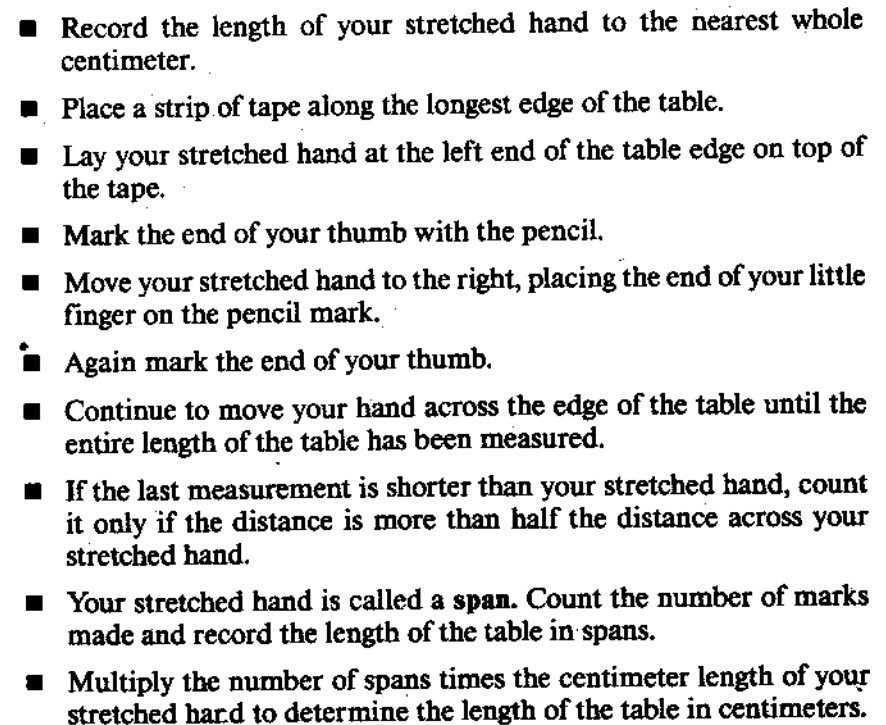 ■ Record the length of your stretched hand to the nearest whole
centimeter.
■ Place a strip of tape along the longest edge of the table.
■ Lay your stretched hand at the left end of the table edge on top of
the tape.
■ Mark the end of your thumb with the pencil.
■ Move your stretched hand to the right, placing the end of your little
finger on the pencil mark.
■ Again mark the end of your thumb.
■ Continue to move your hand across the edge of the table until the
entire length of the table has been measured.
■ If the last measurement is shorter than your stretched hand, count
it only if the distance is more than half the distance across your
stretched hand.
■ Your stretched hand is called a span. Count the number of marks
made and record the length of the table in spans.
■ Multiply the number of spans times the centimeter length of your
stretched hand to determine the length of the table in centimeters.